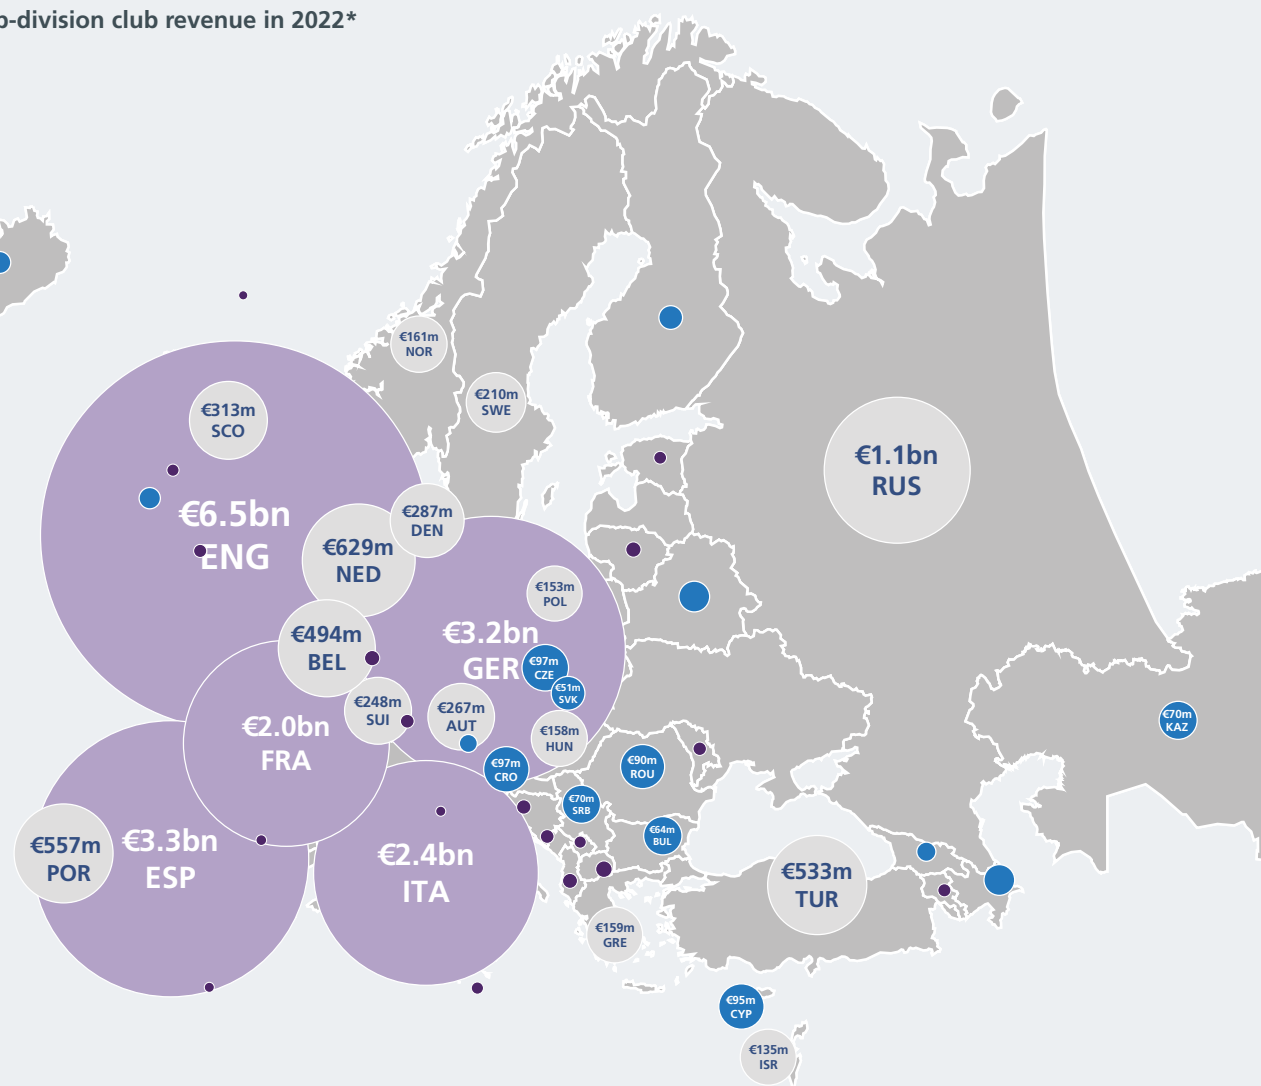 -division club revenue in 2022*
€161m
NOR
€210m
SWE
€313m
SCO
€1.1bn
RUS
€6.5bn
ENG
€287m
DEN
€629m
NED
€153m
POL
€494m
BEL
€3.2bn
GER
€97m
CZE
€51m
SVK
€248m
SUI
€267m
AUT
€158m
HUN
€70m
KAZ
€2.0bn
FRA
€97m
CRO
€90m
ROU
€70m
SRB
€64m
BUL
€557m
POR
€3.3bn
ESP
€2.4bn
ITA
€533m
TUR
€159m
GRE
€95m
CYP
€135m
ISR